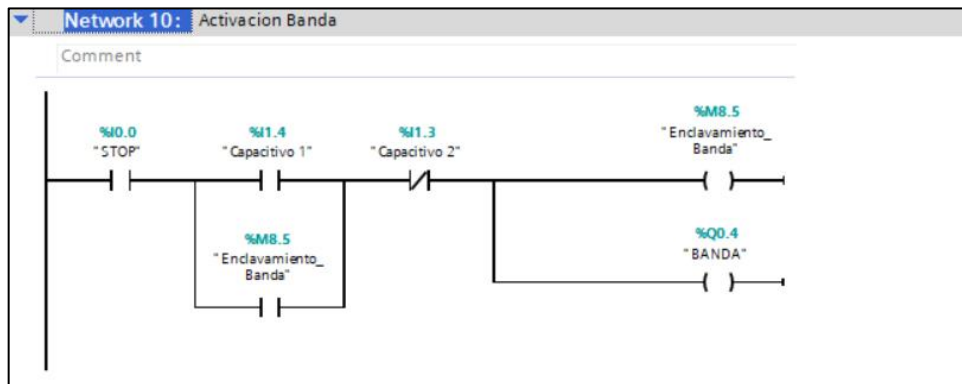 Network 10: Activacion Banda
Comment
%I0.0
"STOP"
%I1.4
"Capacitivo 1"
%I1.3
"Capacitivo 2"
%M8.5
"Enclavamiento_
Banda"
%M8.5
"Enclavamiento_
Banda"
%Q0.4
"BANDA"